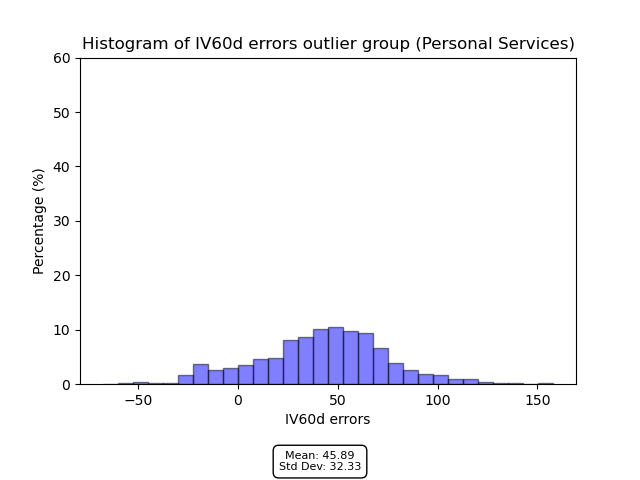 Histogram of IV60d errors outlier group (Personal Services)
60
50
40
30
20
10
0
Percentage (%)
−50
0
50
100
150
IV60d errors
Mean: 45.89
Std Dev: 32.33